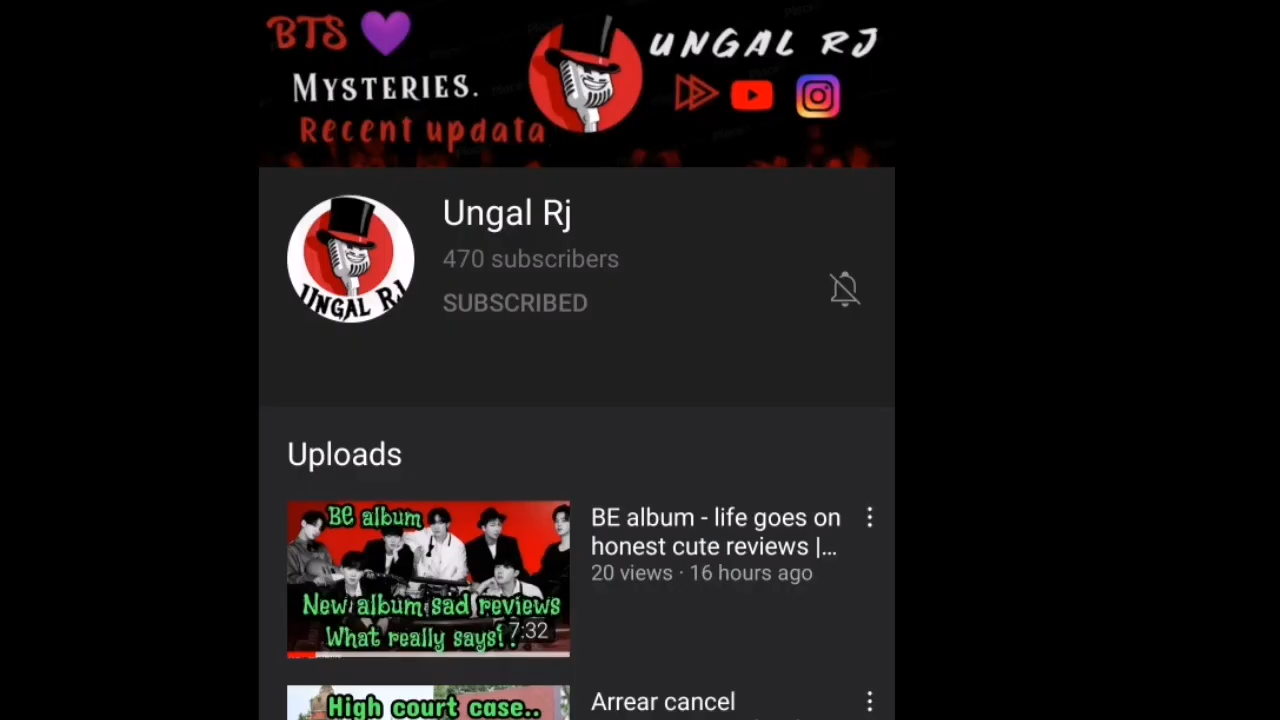 BTS 💜
MYSTERIES.
Recent updata
UNGAL RJ
UNGAL RJ
Ungal Rj
470 subscribers
SUBSCRIBED
Uploads
BE album
New album sad reviews
What really says!?
7:32
BE album - life goes on
honest cute reviews |...
20 views · 16 hours ago
High court case..
Arrear cancel